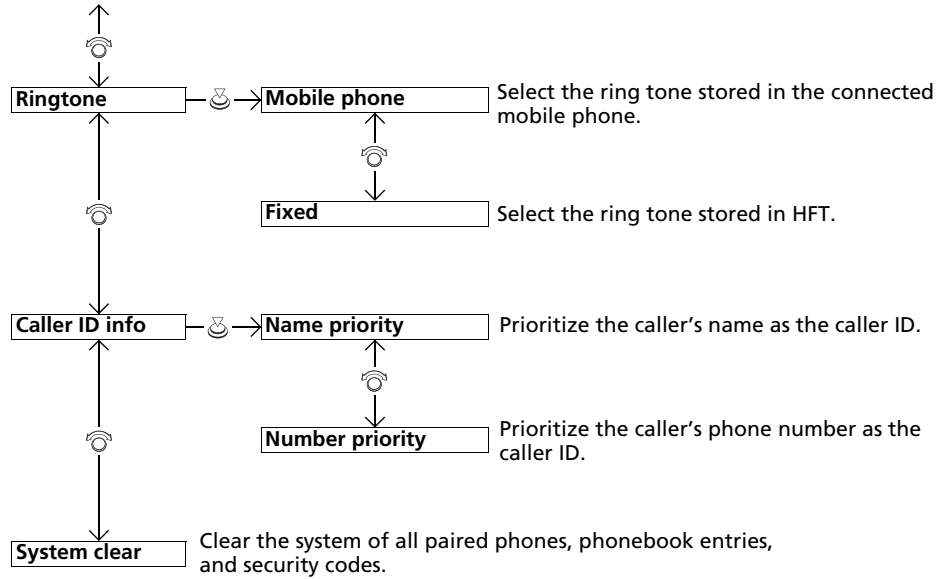 Ringtone
Mobile phone
Select the ring tone stored in the connected
mobile phone.
Fixed
Select the ring tone stored in HFT.
Caller ID info
Name priority
Prioritize the caller’s name as the caller ID.
Number priority
Prioritize the caller’s phone number as the
caller ID.
System clear
Clear the system of all paired phones, phonebook entries,
and security codes.